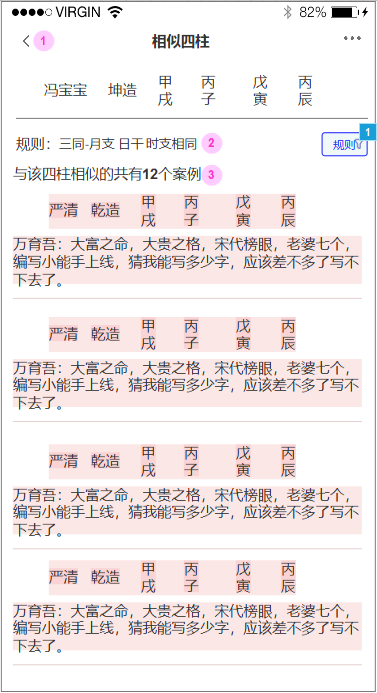 VIRGIN 82%
1 相似四柱 •••
冯宝宝 坤造 甲 丙 戊 丙
戌 子 寅 辰
1
规则：三同-月支 日干 时支相同 2 规则
与该四柱相似的共有12个案例 3
严清 乾造 甲 丙 戊 丙
戌 子 寅 辰
万育吾：大富之命，大贵之格，宋代榜眼，老婆七个，
编写小能手上线，猜我能写多少字，应该差不多了写不
下去了。
严清 乾造 甲 丙 戊 丙
戌 子 寅 辰
万育吾：大富之命，大贵之格，宋代榜眼，老婆七个，
编写小能手上线，猜我能写多少字，应该差不多了写不
下去了。
严清 乾造 甲 丙 戊 丙
戌 子 寅 辰
万育吾：大富之命，大贵之格，宋代榜眼，老婆七个，
编写小能手上线，猜我能写多少字，应该差不多了写不
下去了。
严清 乾造 甲 丙 戊 丙
戌 子 寅 辰
万育吾：大富之命，大贵之格，宋代榜眼，老婆七个，
编写小能手上线，猜我能写多少字，应该差不多了写不
下去了。